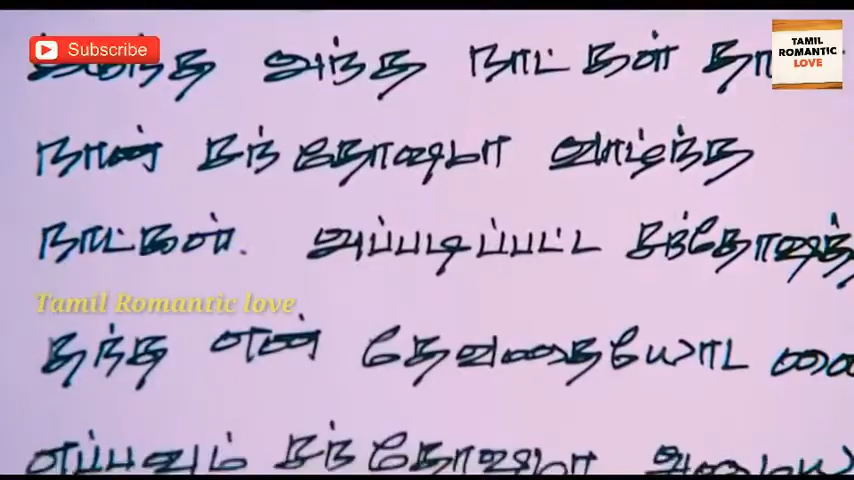 Subscribe
TAMIL
ROMANTIC
LOVE
இருந்த அந்த நாட்கள் தா
நான் சந்தோஷமா வாழ்ந்த
நாட்கள். அப்படிப்பட்ட சந்தோஷத்
Tamil Romantic love
தந்த என் தேவதையோட
எப்பவும் சந்தோஷமா